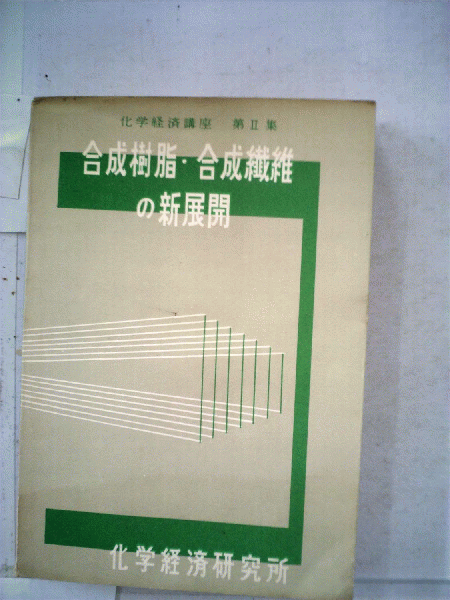 化学経済講座 第Ⅱ集
合成樹脂・合成繊維
の新展開
化学経済研究所